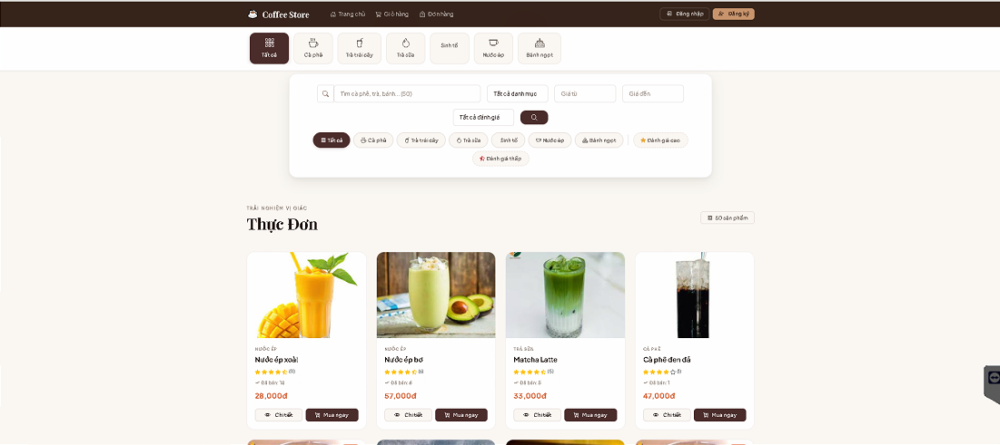 Coffee Store
Trang chủ
Giỏ hàng
Đơn hàng
Đăng nhập
Đăng ký
Tất cả
Cà phê
Trà trái cây
Trà sữa
Sinh tố
Nước ép
Bánh ngọt
Tìm cà phê, trà, bánh... (50)
Tất cả danh mục
Giá từ
Giá đến
Tất cả đánh giá
Tất cả
Cà phê
Trà trái cây
Trà sữa
Sinh tố
Nước ép
Bánh ngọt
Đánh giá cao
Đánh giá thấp
TRẢI NGHIỆM VỊ GIÁC
Thực Đơn
50 sản phẩm
NƯỚC ÉP
Nước ép xoài
(11)
Đã bán: 18
28,000đ
Chi tiết
Mua ngay
NƯỚC ÉP
Nước ép bơ
(6)
Đã bán: 6
57,000đ
Chi tiết
Mua ngay
TRÀ SỮA
Matcha Latte
(5)
Đã bán: 5
33,000đ
Chi tiết
Mua ngay
CÀ PHÊ
Cà phê đen đá
(1)
Đã bán: 1
47,000đ
Chi tiết
Mua ngay